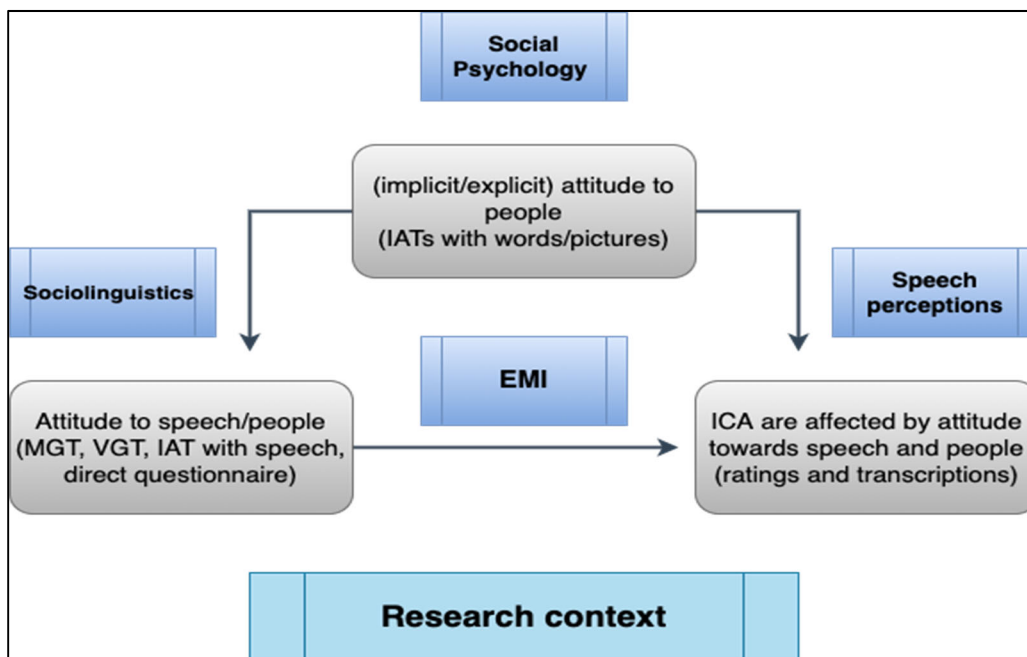 Social
Psychology
(implicit/explicit) attitude to
people
(IATs with words/pictures)
Sociolinguistics
Speech
perceptions
EMI
Attitude to speech/people
(MGT, VGT, IAT with speech,
direct questionnaire)
ICA are affected by attitude
towards speech and people
(ratings and transcriptions)
Research context